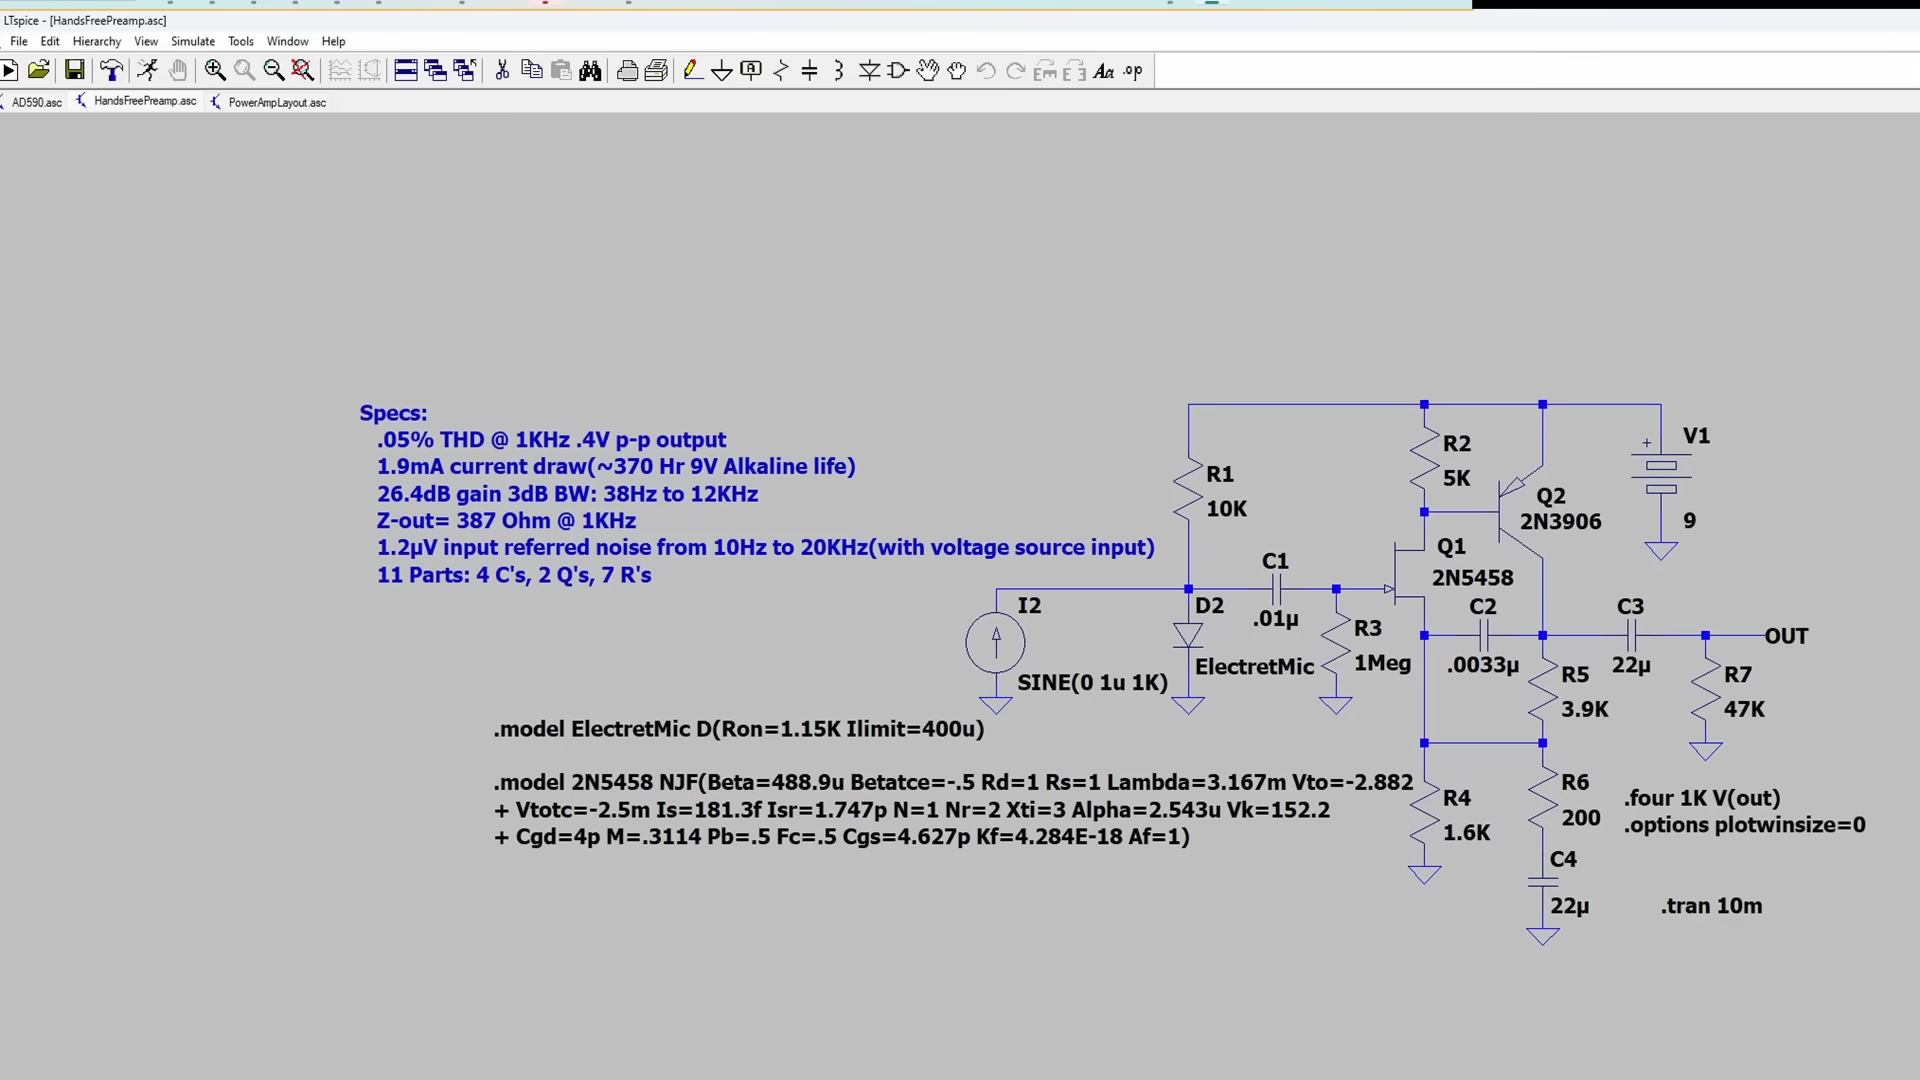 LTspice - [HandsFreePreamp.asc]
File Edit Hierarchy View Simulate Tools Window Help
Aa .op
AD590.asc HandsFreePreamp.asc PowerAmpLayout.asc
Specs:
.05% THD @ 1KHz .4V p-p output
1.9mA current draw(~370 Hr 9V Alkaline life)
26.4dB gain 3dB BW: 38Hz to 12KHz
Z-out= 387 Ohm @ 1KHz
1.2µV input referred noise from 10Hz to 20KHz(with voltage source input)
11 Parts: 4 C's, 2 Q's, 7 R's
R1
10K
R2
5K
Q2
2N3906
V1
+
9
Q1
2N5458
I2
SINE(0 1u 1K)
D2
ElectretMic
C1
.01µ
R3
1Meg
C2
.0033µ
C3
22µ
OUT
R5
3.9K
R7
47K
R4
1.6K
R6
200
C4
22µ
.model ElectretMic D(Ron=1.15K Ilimit=400u)
.model 2N5458 NJF(Beta=488.9u Betatce=-.5 Rd=1 Rs=1 Lambda=3.167m Vto=-2.882
+ Vtotc=-2.5m Is=181.3f Isr=1.747p N=1 Nr=2 Xti=3 Alpha=2.543u Vk=152.2
+ Cgd=4p M=.3114 Pb=.5 Fc=.5 Cgs=4.627p Kf=4.284E-18 Af=1)
.four 1K V(out)
.options plotwinsize=0
.tran 10m